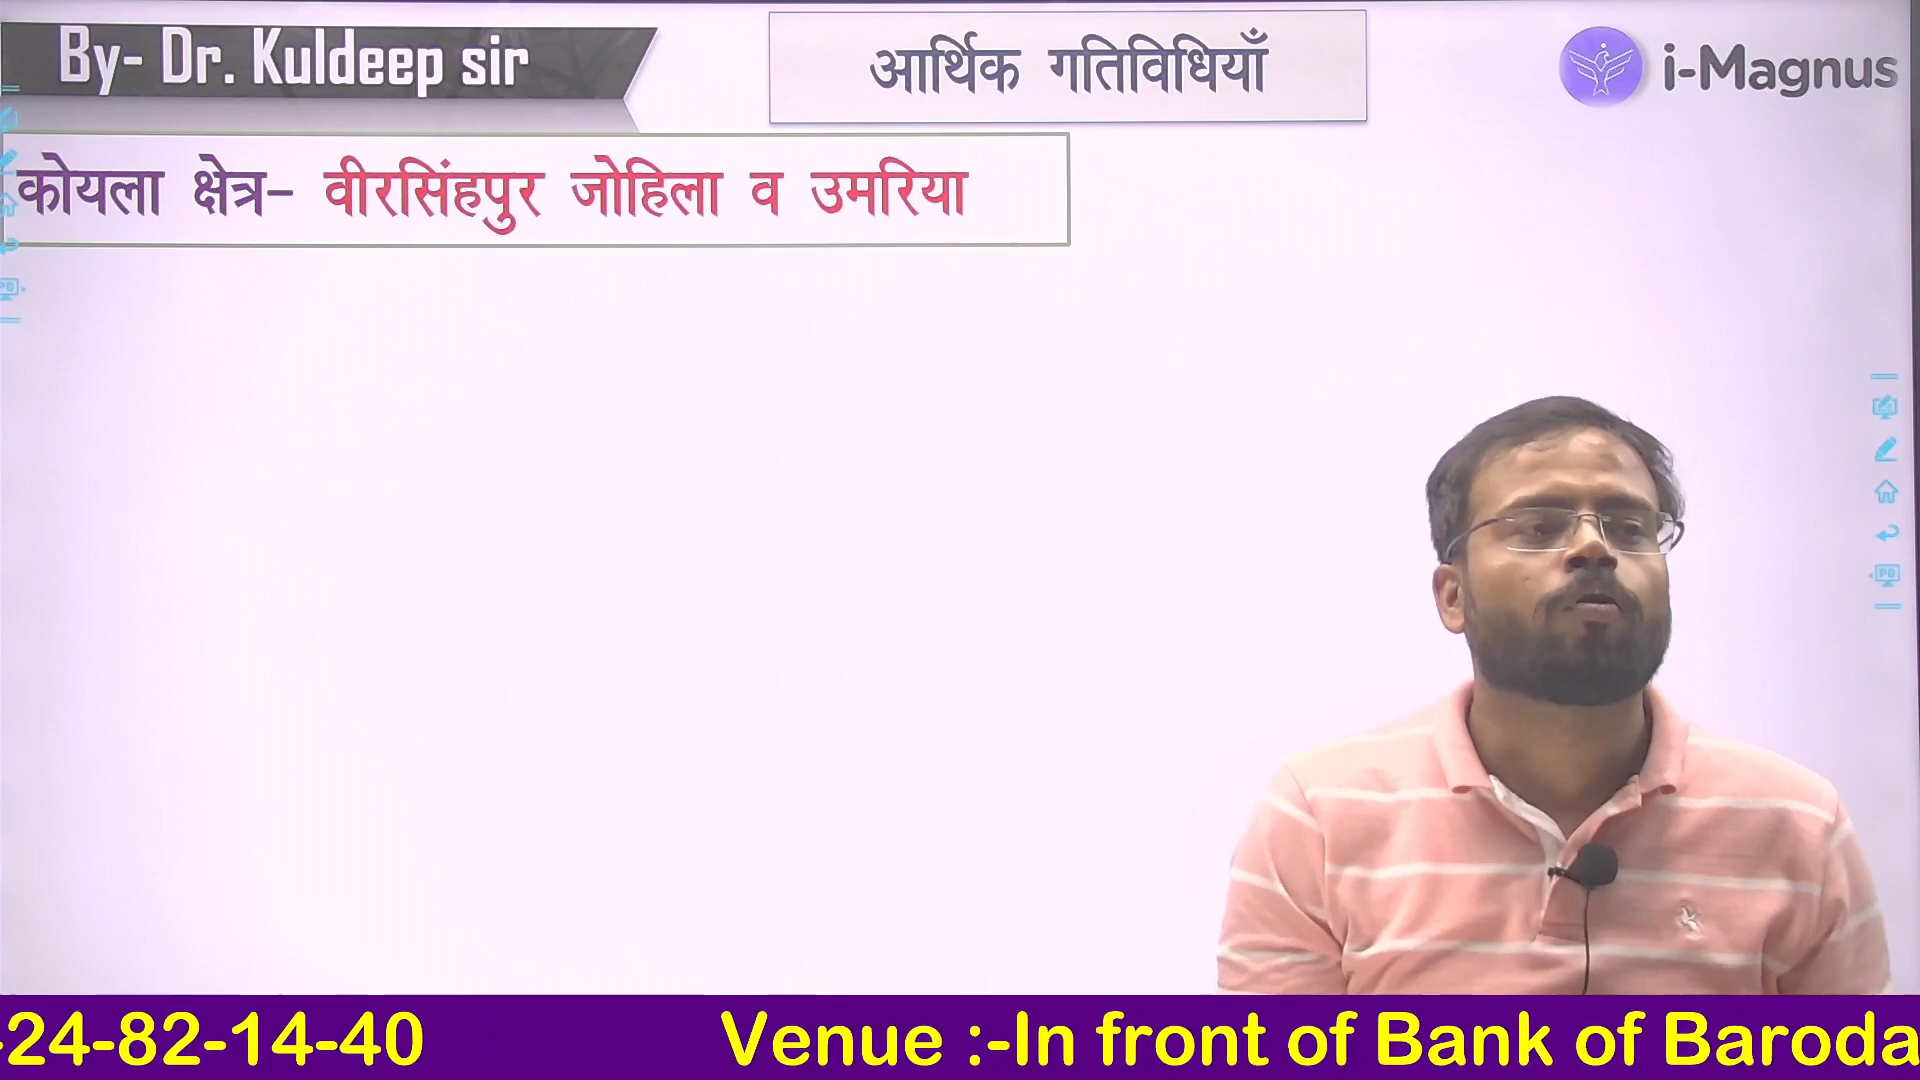 By- Dr. Kuldeep sir
आर्थिक गतिविधियाँ
i-Magnus
कोयला क्षेत्र- वीरसिंहपुर जोहिला व उमरिया
-24-82-14-40 Venue :-In front of Bank of Baroda